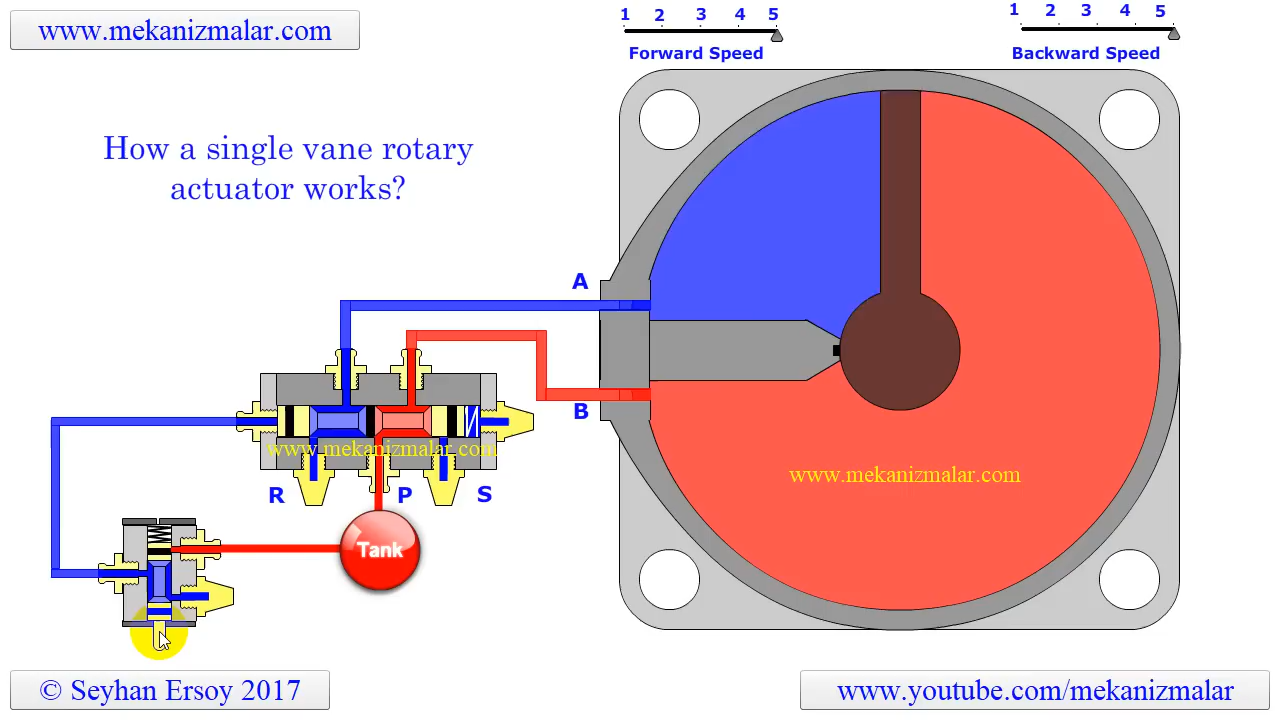 www.mekanizmalar.com
1 2 3 4 5
Forward Speed
1 2 3 4 5
Backward Speed
How a single vane rotary
actuator works?
A
B
www.mekanizmalar.com
R P S
www.mekanizmalar.com
Tank
© Seyhan Ersoy 2017
www.youtube.com/mekanizmalar